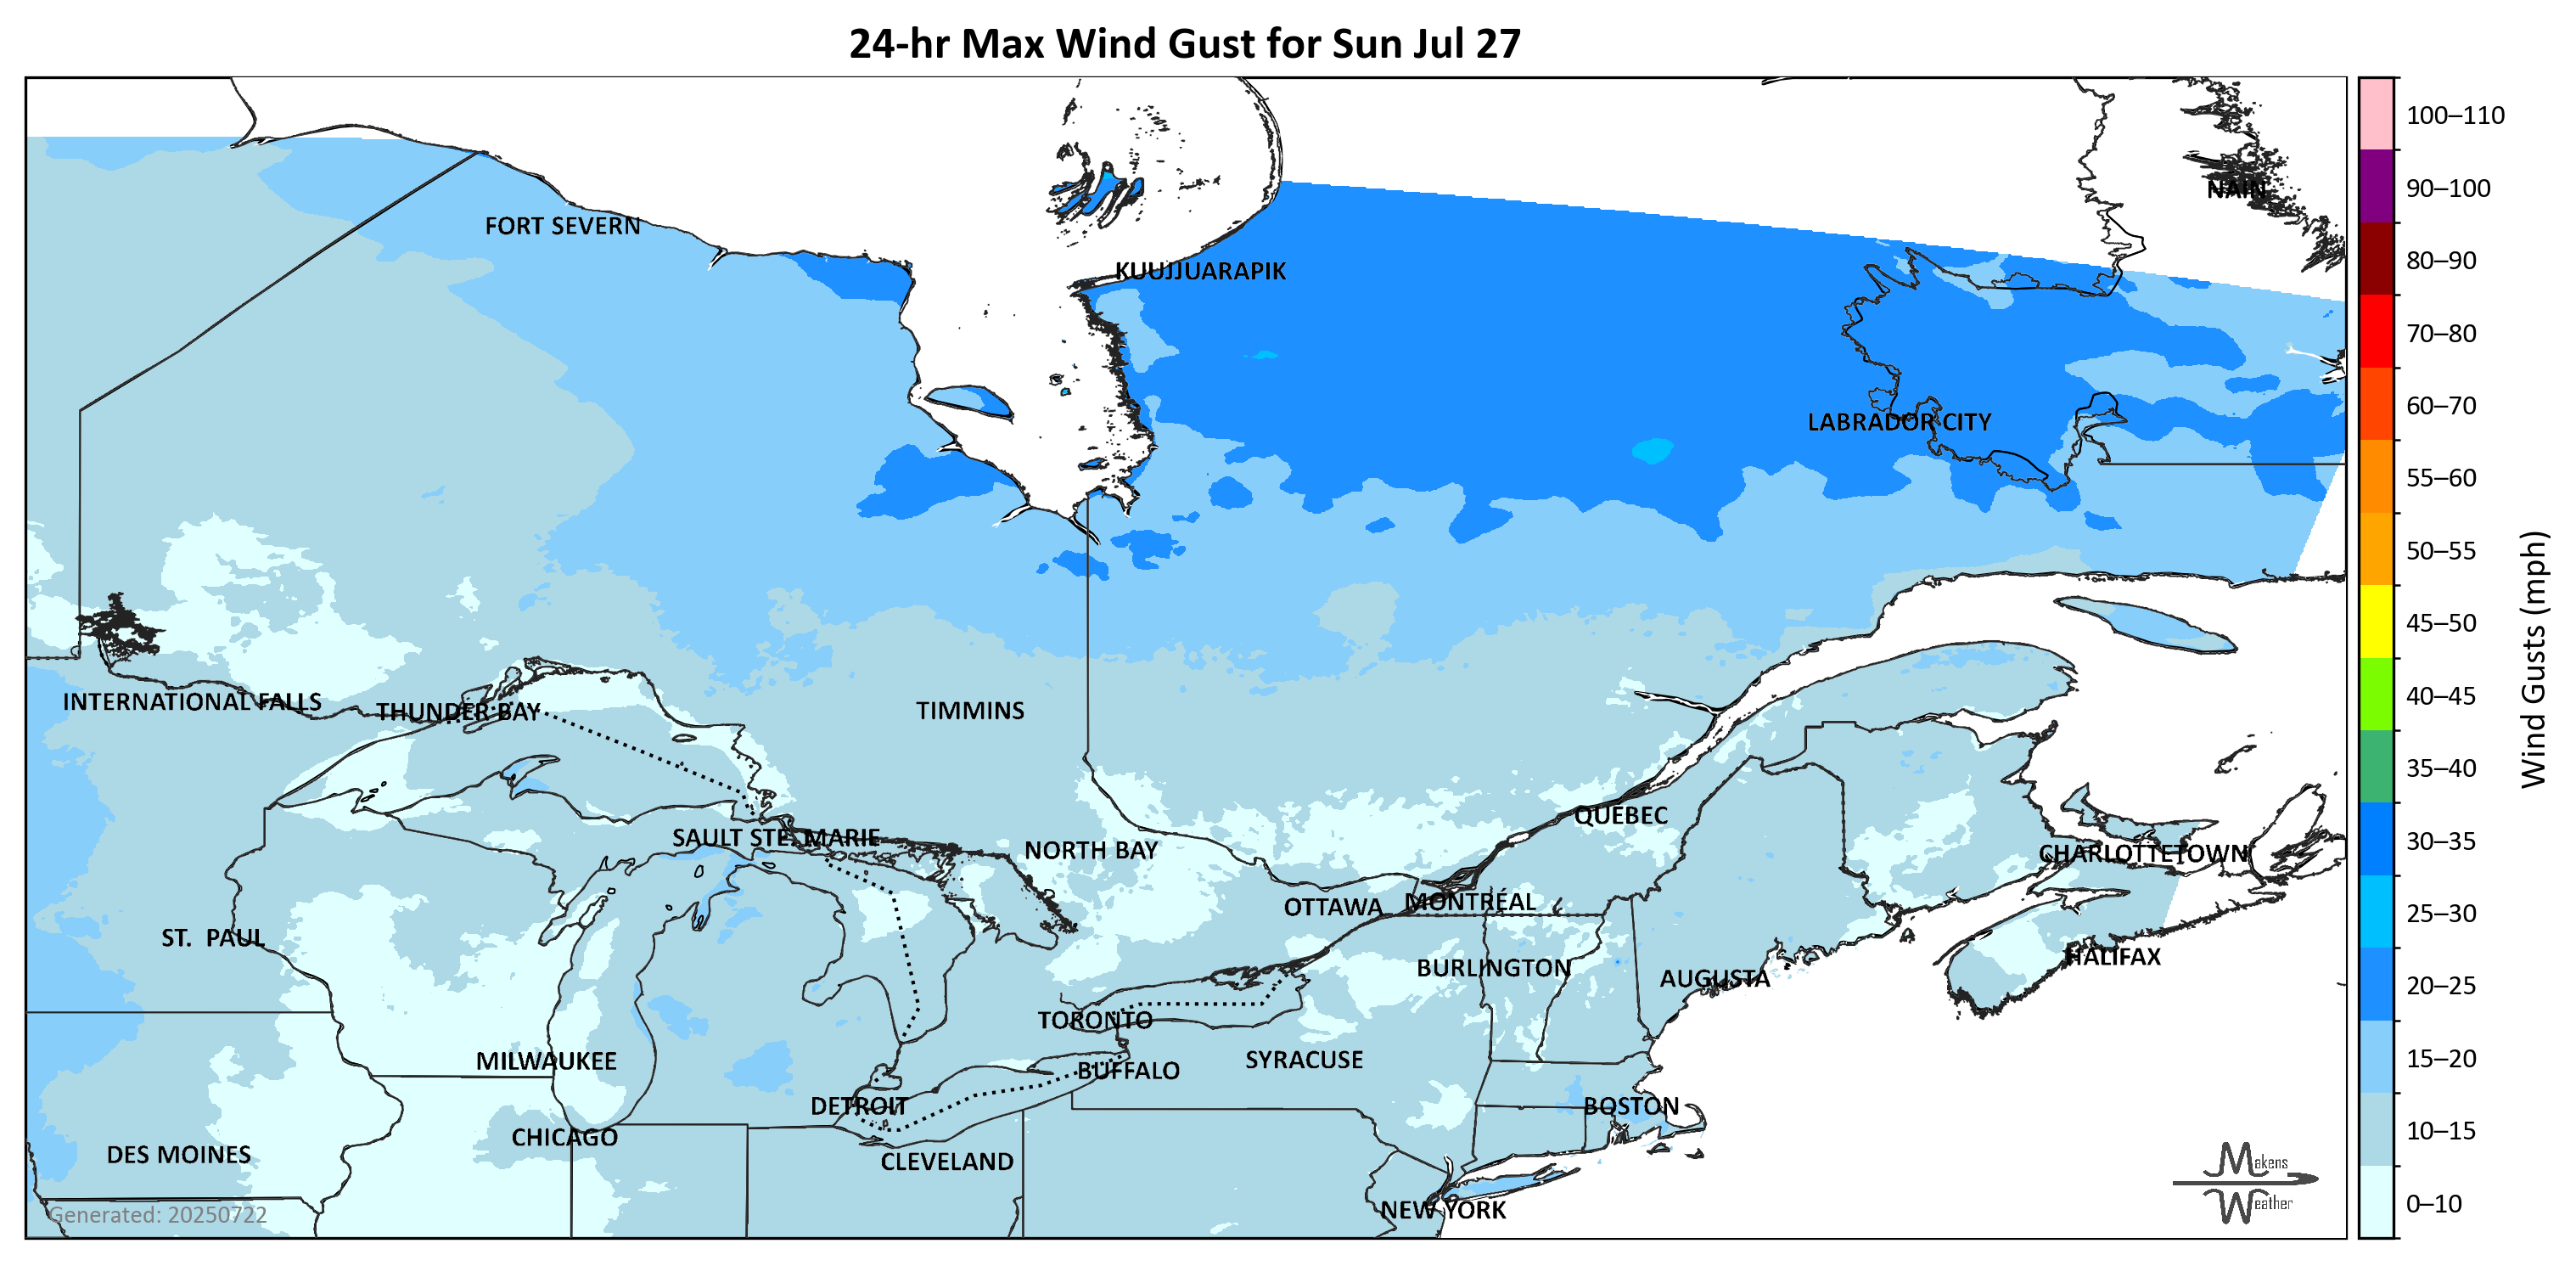 24-hr Max Wind Gust for Sun Jul 27
100–110
90–100
80–90
70–80
60–70
55–60
50–55
45–50
40–45
35–40
30–35
25–30
20–25
15–20
10–15
0–10
Wind Gusts (mph)
NAIN
FORT SEVERN
KUUJJUARAPIK
LABRADOR CITY
INTERNATIONAL FALLS
THUNDER BAY
TIMMINS
QUEBEC
SAULT STE. MARIE
NORTH BAY
CHARLOTTETOWN
OTTAWA
MONTRÉAL
ST. PAUL
HALIFAX
BURLINGTON
AUGUSTA
TORONTO
MILWAUKEE
SYRACUSE
BUFFALO
DETROIT
BOSTON
CHICAGO
DES MOINES
CLEVELAND
NEW YORK
Generated: 20250722
Makens
Weather